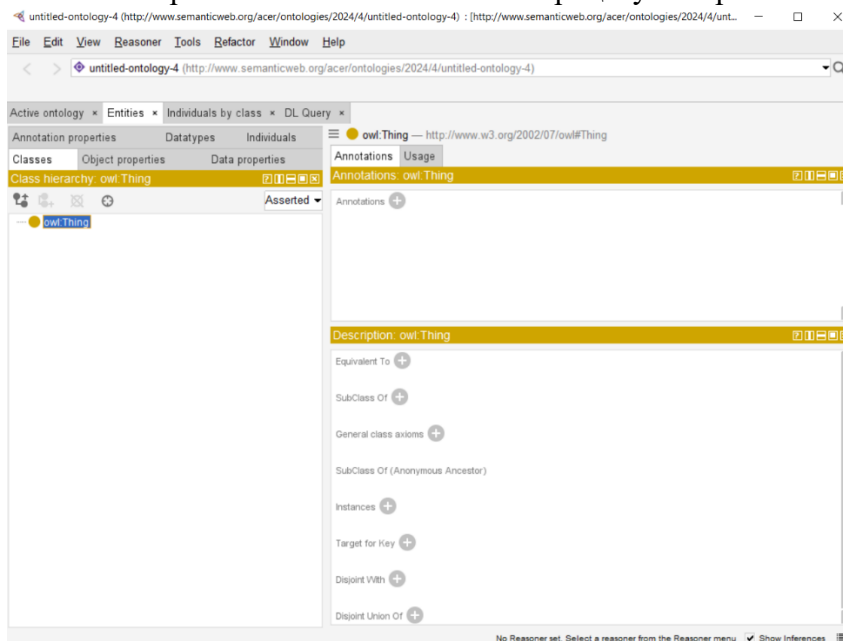 untitled-ontology-4 (http://www.semanticweb.org/acer/ontologies/2024/4/untitled-ontology-4) : [http://www.semanticweb.org/acer/ontologies/2024/4/unt...
File Edit View Reasoner Tools Refactor Window Help
untitled-ontology-4 (http://www.semanticweb.org/acer/ontologies/2024/4/untitled-ontology-4)
Active ontology × Entities × Individuals by class × DL Query ×
Annotation properties Datatypes Individuals
Classes Object properties Data properties
Class hierarchy: owl:Thing
Asserted
owl:Thing
owl:Thing — http://www.w3.org/2002/07/owl#Thing
Annotations Usage
Annotations: owl:Thing
Annotations
Description: owl:Thing
Equivalent To
SubClass Of
General class axioms
SubClass Of (Anonymous Ancestor)
Instances
Target for Key
Disjoint With
Disjoint Union Of
No Reasoner set. Select a reasoner from the Reasoner menu Show Inferences